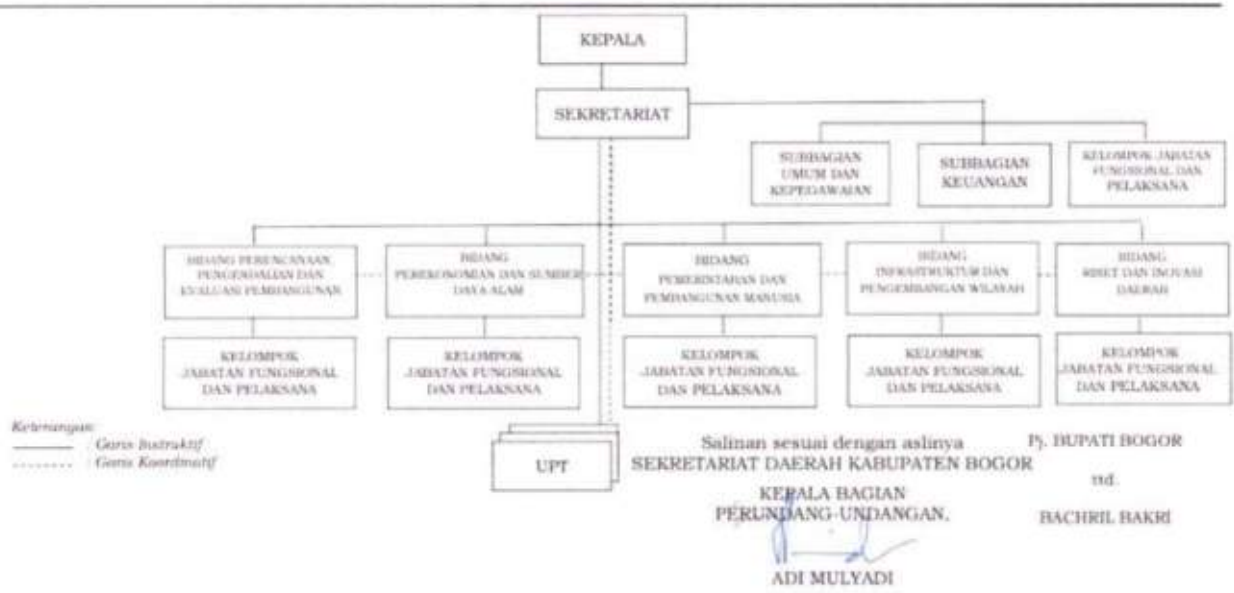 KEPALA
SEKRETARIAT
SUBBAGIAN
UMUM DAN
KEPEGAWAIAN
SUBBAGIAN
KEUANGAN
KELOMPOK JABATAN
FUNGSIONAL DAN
PELAKSANA
BIDANG PERENCANAAN
PENGENDALIAN DAN
EVALUASI PEMBANGUNAN
BIDANG
PEREKONOMIAN DAN SUMBER
DAYA ALAM
BIDANG
PEMERINTAHAN DAN
PEMBANGUNAN MANUSIA
BIDANG
INFRASTRUKTUR DAN
PENGEMBANGAN WILAYAH
BIDANG
RISET DAN INOVASI
DAERAH
KELOMPOK
JABATAN FUNGSIONAL
DAN PELAKSANA
KELOMPOK
JABATAN FUNGSIONAL
DAN PELAKSANA
KELOMPOK
JABATAN FUNGSIONAL
DAN PELAKSANA
KELOMPOK
JABATAN FUNGSIONAL
DAN PELAKSANA
KELOMPOK
JABATAN FUNGSIONAL
DAN PELAKSANA
Keterangan:
: Garis Instruktif
: Garis Koordinatif
UPT
Salinan sesuai dengan aslinya
SEKRETARIAT DAERAH KABUPATEN BOGOR
KEPALA BAGIAN
PERUNDANG-UNDANGAN,
ADI MULYADI
Pj. BUPATI BOGOR
ttd.
BACHRIL BAKRI